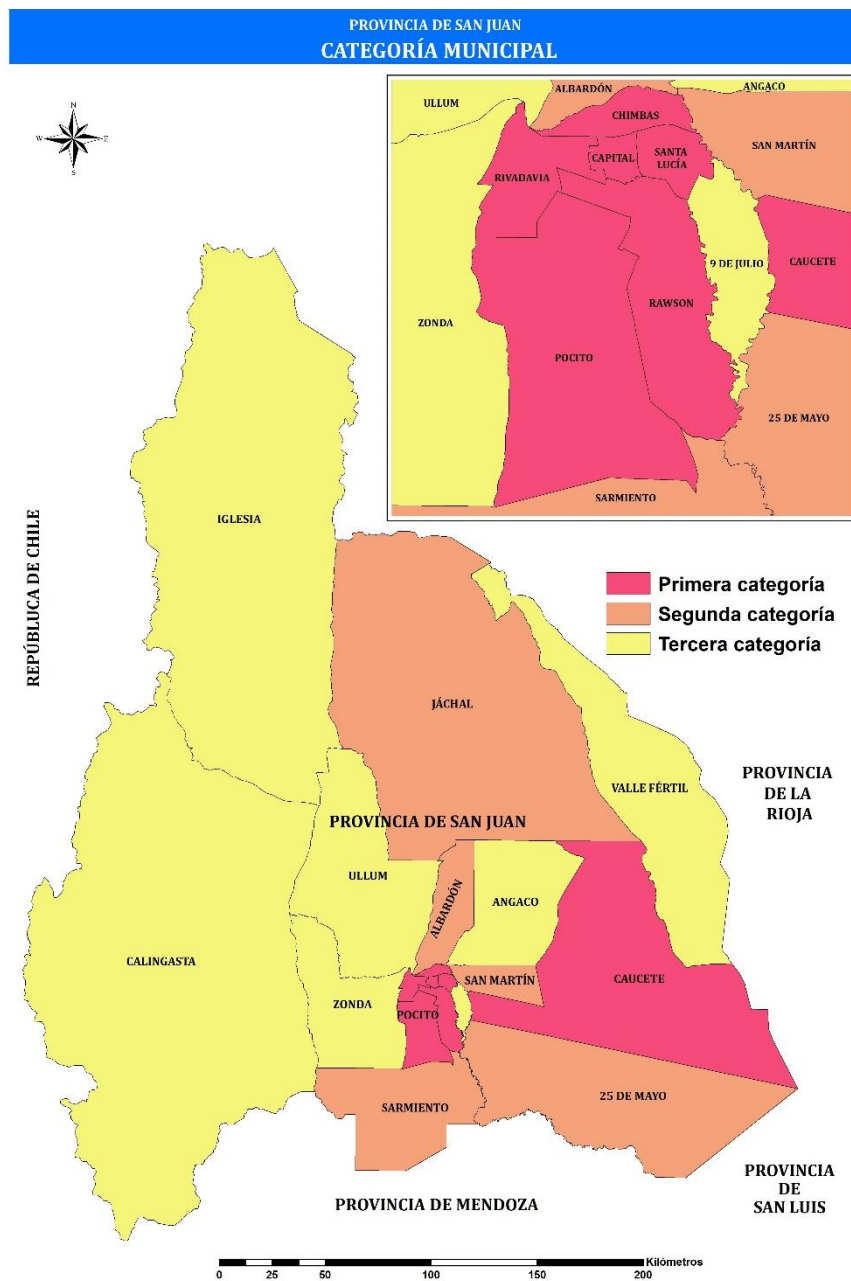 PROVINCIA DE SAN JUAN
CATEGORÍA MUNICIPAL
N
W
E
S
ULLUM
ALBARDÓN
ANGACO
CHIMBAS
SAN MARTÍN
CAPITAL
SANTA
LUCÍA
RIVADAVIA
9 DE JULIO
CAUCETE
RAWSON
ZONDA
POCITO
25 DE MAYO
SARMIENTO
IGLESIA
REPÚBLUCA DE CHILE
Primera categoría
Segunda categoría
Tercera categoría
JÁCHAL
VALLE FÉRTIL
PROVINCIA
DE LA
RIOJA
PROVINCIA DE SAN JUAN
ULLUM
ALBARDÓN
ANGACO
CALINGASTA
SAN MARTÍN
CAUCETE
ZONDA
POCITO
25 DE MAYO
SARMIENTO
PROVINCIA
DE
SAN LUIS
PROVINCIA DE MENDOZA
Kilómetros
0 25 50 100 150 200